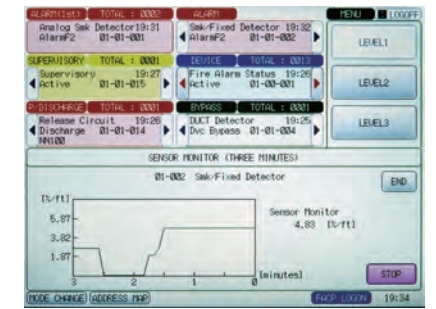 ALARM(1st) TOTAL : 0002 ALARM MENU LOGOFF
Analog Smk Detector 19:31
AlarmF2 01-01-001
Smk/Fixed Detector 19:32
AlarmF2 01-01-002
LEVEL1
SUPERVISORY TOTAL : 0001 DEVICE TOTAL : 0013
Supervisory 19:27
Active 01-01-015
Fire Alarm Status 19:26
Active 01-00-001
LEVEL2
P/DISCHARGE TOTAL : 0001 BYPASS TOTAL : 0001
Release Circuit 19:26
Discharge 01-01-014
NN100
DUCT Detector 19:25
Dvc Bypass 01-01-004
LEVEL3
SENSOR MONITOR (THREE MINUTES)
01-002 Smk/Fixed Detector
END
[%/ft]
5.87
3.82
1.87
3 2 1 0
[minutes]
Sensor Monitor
4.83 [%/ft]
STOP
MODE CHANGE ADDRESS MAP FACP LOGON 19:34